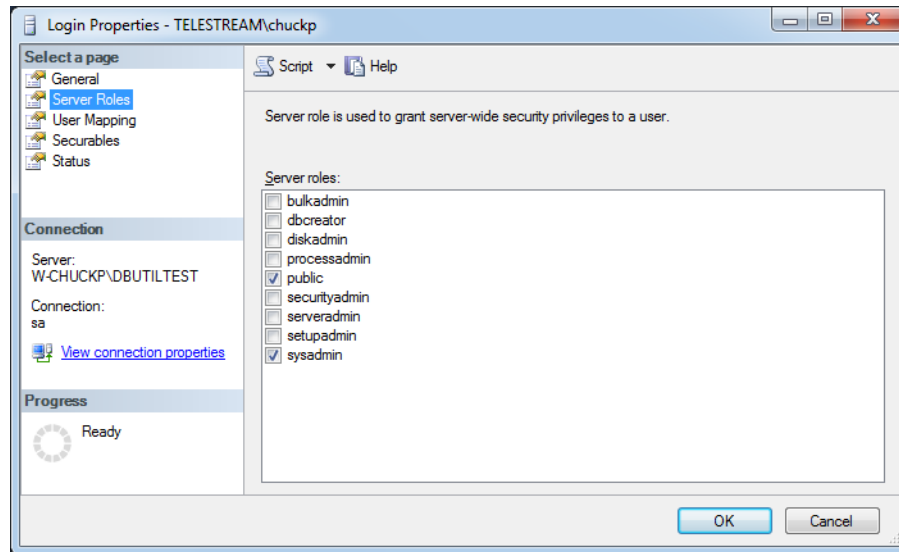 Login Properties - TELESTREAM\chuckp
Select a page
General
Server Roles
User Mapping
Securables
Status
Script
Help
Server role is used to grant server-wide security privileges to a user.
Server roles:
bulkadmin
dbcreator
diskadmin
processadmin
public
securityadmin
serveradmin
setupadmin
sysadmin
Connection
Server:
W-CHUCKP\DBUTILTEST
Connection:
sa
View connection properties
Progress
Ready
OK
Cancel